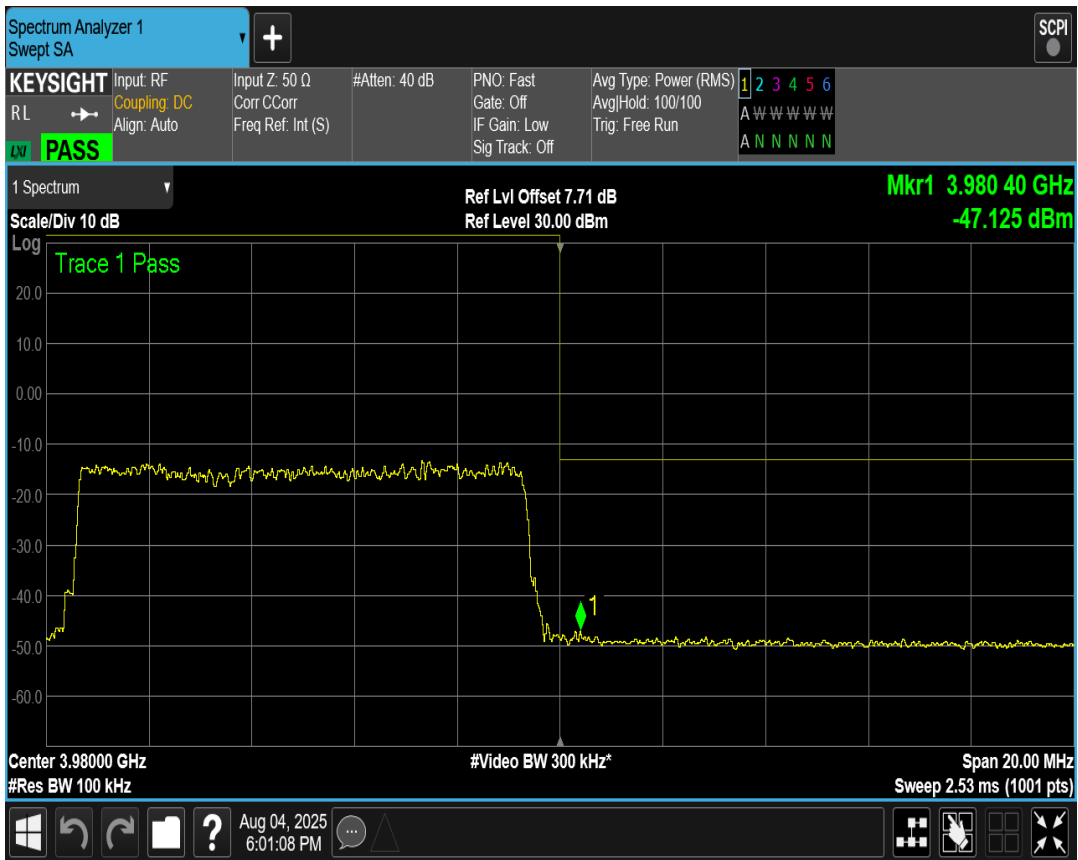 Spectrum Analyzer 1
Swept SA
+
SCPI
KEYSIGHT
RL
LXI PASS
Input: RF
Coupling: DC
Align: Auto
Input Z: 50 Ω
Corr CCorr
Freq Ref: Int (S)
#Atten: 40 dB
PNO: Fast
Gate: Off
IF Gain: Low
Sig Track: Off
Avg Type: Power (RMS)
Avg|Hold: 100/100
Trig: Free Run
1 2 3 4 5 6
A W W W W W
A N N N N N
1 Spectrum
Scale/Div 10 dB
Ref Lvl Offset 7.71 dB
Ref Level 30.00 dBm
Mkr1 3.980 40 GHz
-47.125 dBm
Log
Trace 1 Pass
20.0
10.0
0.00
-10.0
-20.0
-30.0
-40.0
-50.0
-60.0
1
Center 3.98000 GHz
#Res BW 100 kHz
#Video BW 300 kHz*
Span 20.00 MHz
Sweep 2.53 ms (1001 pts)
?
Aug 04, 2025
6:01:08 PM